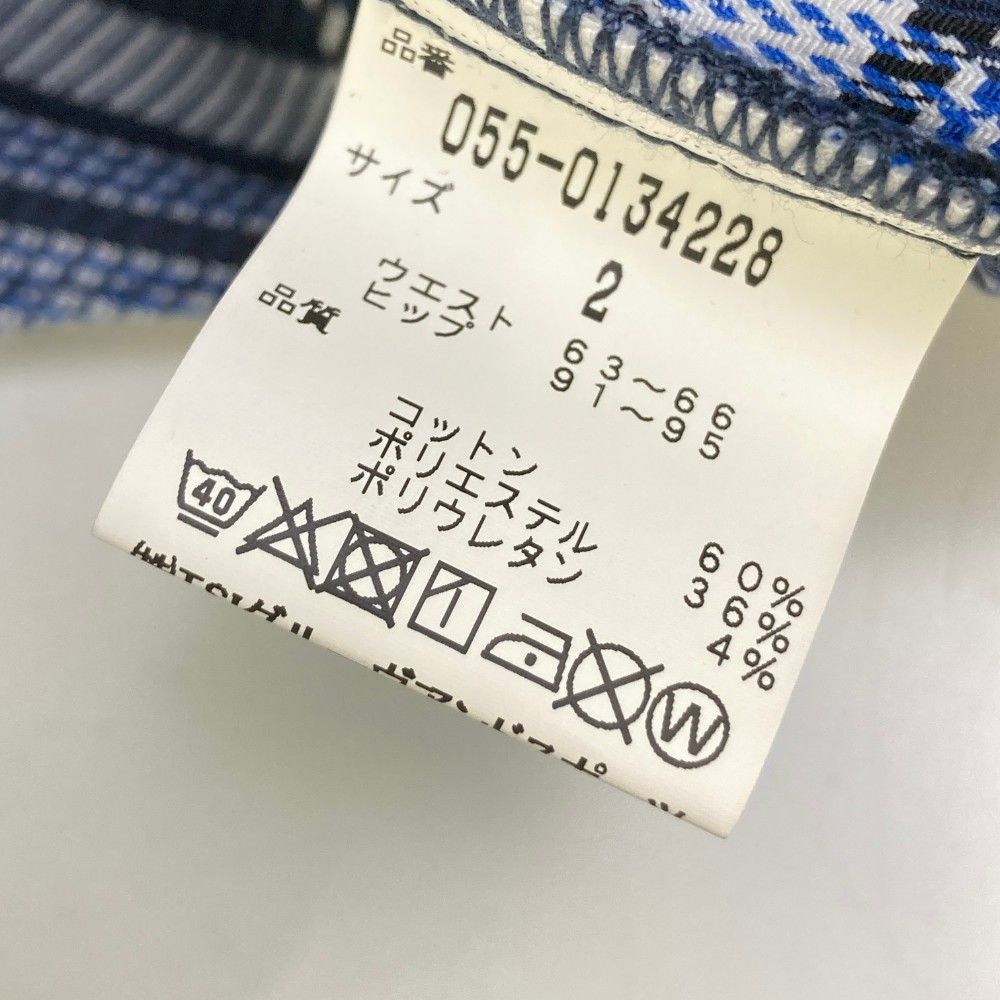 品番
055-0134228
サイズ
2
ウエスト 63～66
ヒップ 91～95
品質
コットン 60%
ポリエステル 36%
ポリウレタン 4%
40
W